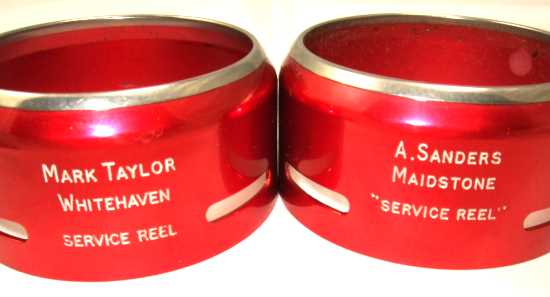 Mark Taylor
Whitehaven
Service Reel
A. Sanders
Maidstone
"Service Reel"